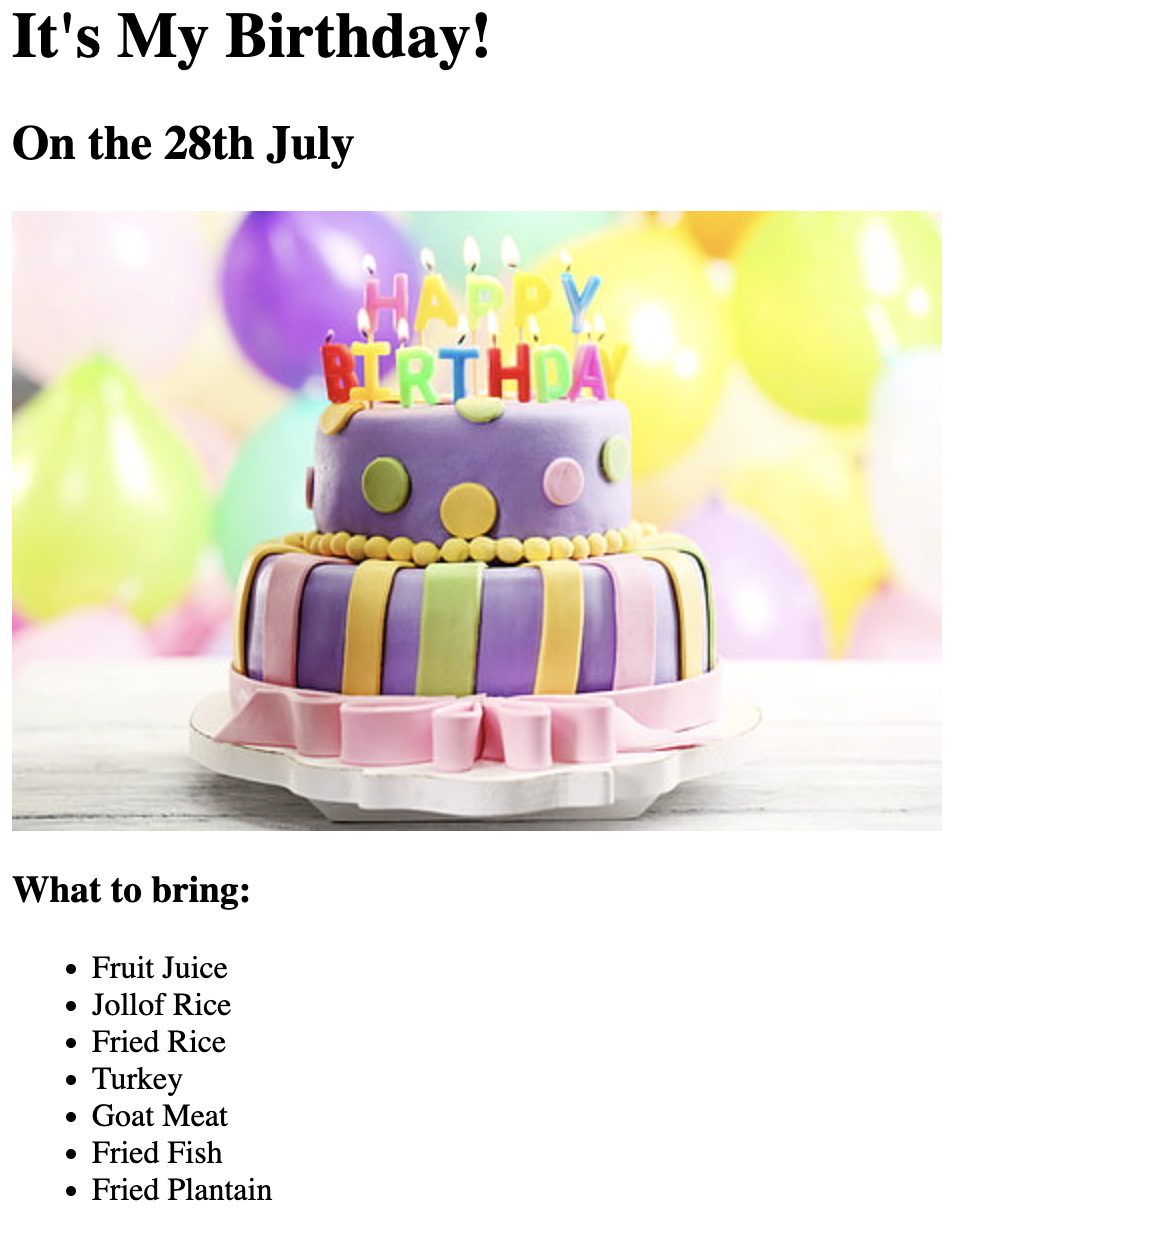 It's My Birthday!
On the 28th July
HAPPY
BIRTHDAY
What to bring:
Fruit Juice
Jollof Rice
Fried Rice
Turkey
Goat Meat
Fried Fish
Fried Plantain